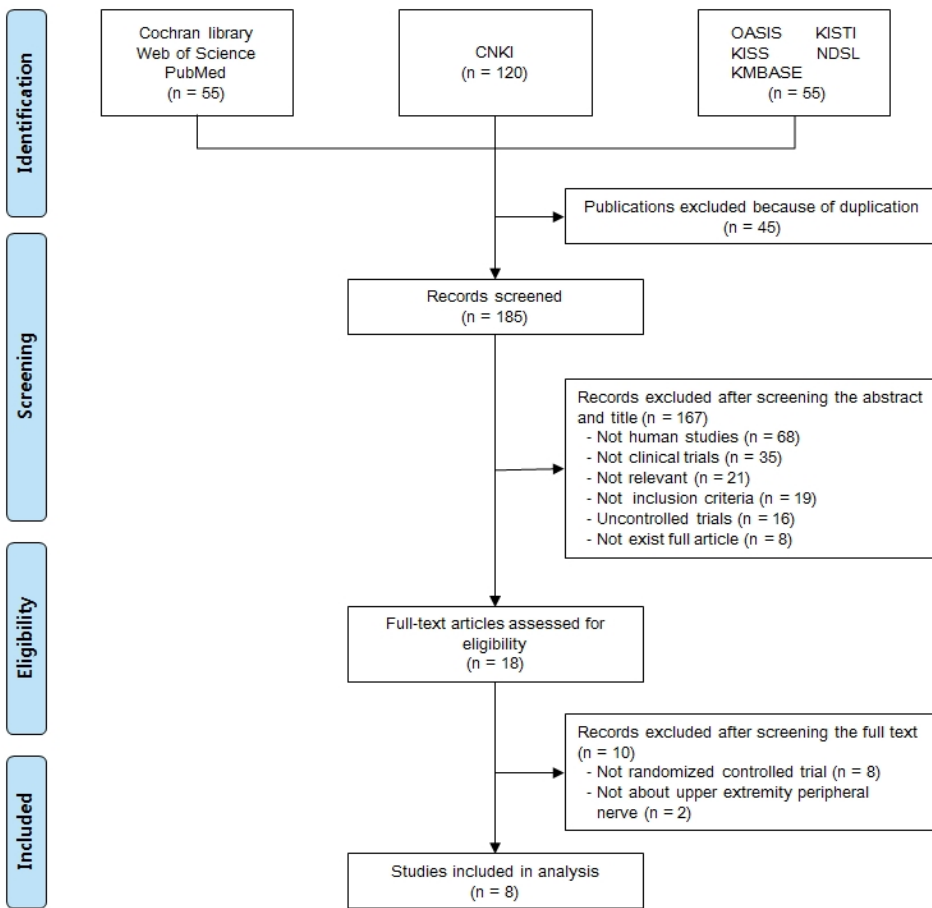 Identification
Cochran library
Web of Science
PubMed
(n = 55)
CNKI
(n = 120)
OASIS KISTI
KISS NDSL
KMBASE
(n = 55)
Publications excluded because of duplication
(n = 45)
Screening
Records screened
(n = 185)
Records excluded after screening the abstract
and title (n = 167)
- Not human studies (n = 68)
- Not clinical trials (n = 35)
- Not relevant (n = 21)
- Not inclusion criteria (n = 19)
- Uncontrolled trials (n = 16)
- Not exist full article (n = 8)
Eligibility
Full-text articles assessed for
eligibility
(n = 18)
Records excluded after screening the full text
(n = 10)
- Not randomized controlled trial (n = 8)
- Not about upper extremity peripheral
nerve (n = 2)
Included
Studies included in analysis
(n = 8)